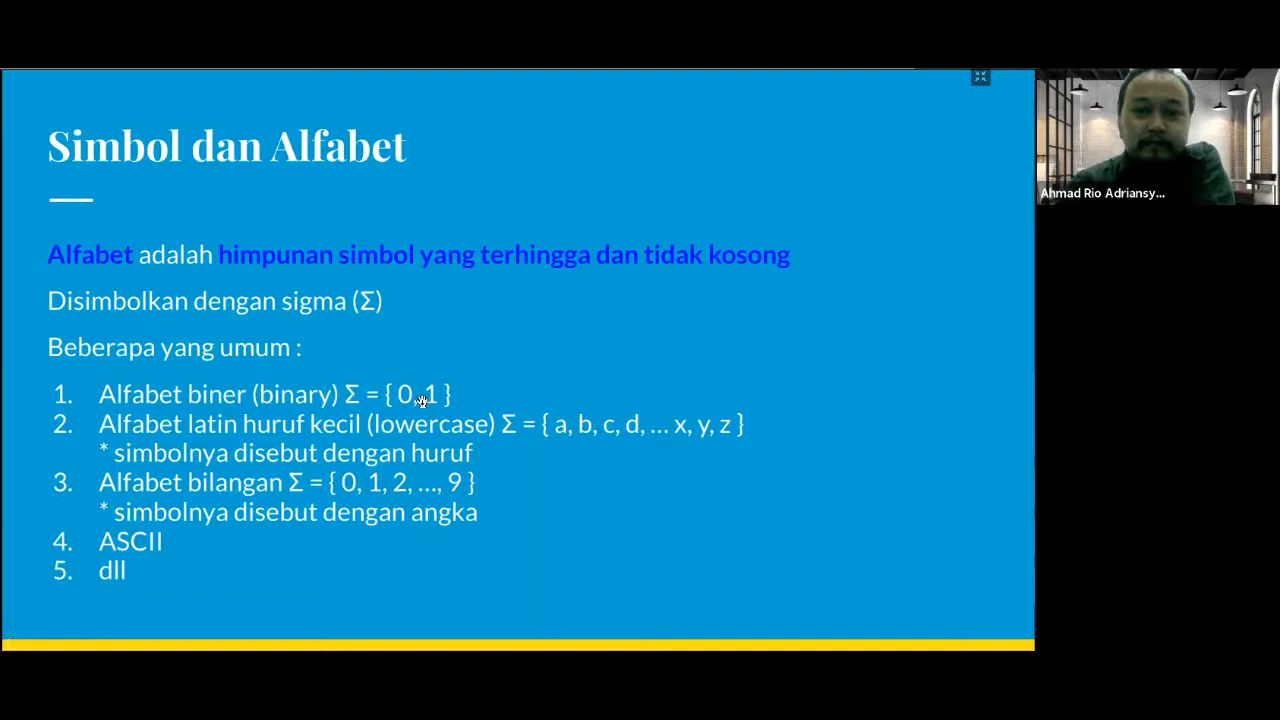 Simbol dan Alfabet
Alfabet adalah himpunan simbol yang terhingga dan tidak kosong
Disimbolkan dengan sigma (Σ)
Beberapa yang umum :
1. Alfabet biner (binary) Σ = { 0, 1 }
2. Alfabet latin huruf kecil (lowercase) Σ = { a, b, c, d, ... x, y, z }
* simbolnya disebut dengan huruf
3. Alfabet bilangan Σ = { 0, 1, 2, ..., 9 }
* simbolnya disebut dengan angka
4. ASCII
5. dll
Ahmad Rio Adriansy...